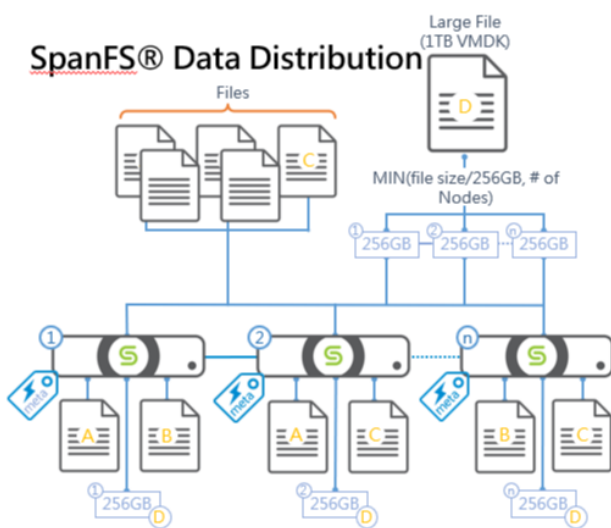 Large File
(1TB VMDK)
SpanFS® Data Distribution
D
Files
C
MIN(file size/256GB, # of
Nodes)
1 2 n
256GB 256GB 256GB
1 2 n
S S S
meta meta meta
A B A C B C
1 2 n
256GB 256GB 256GB
D D D